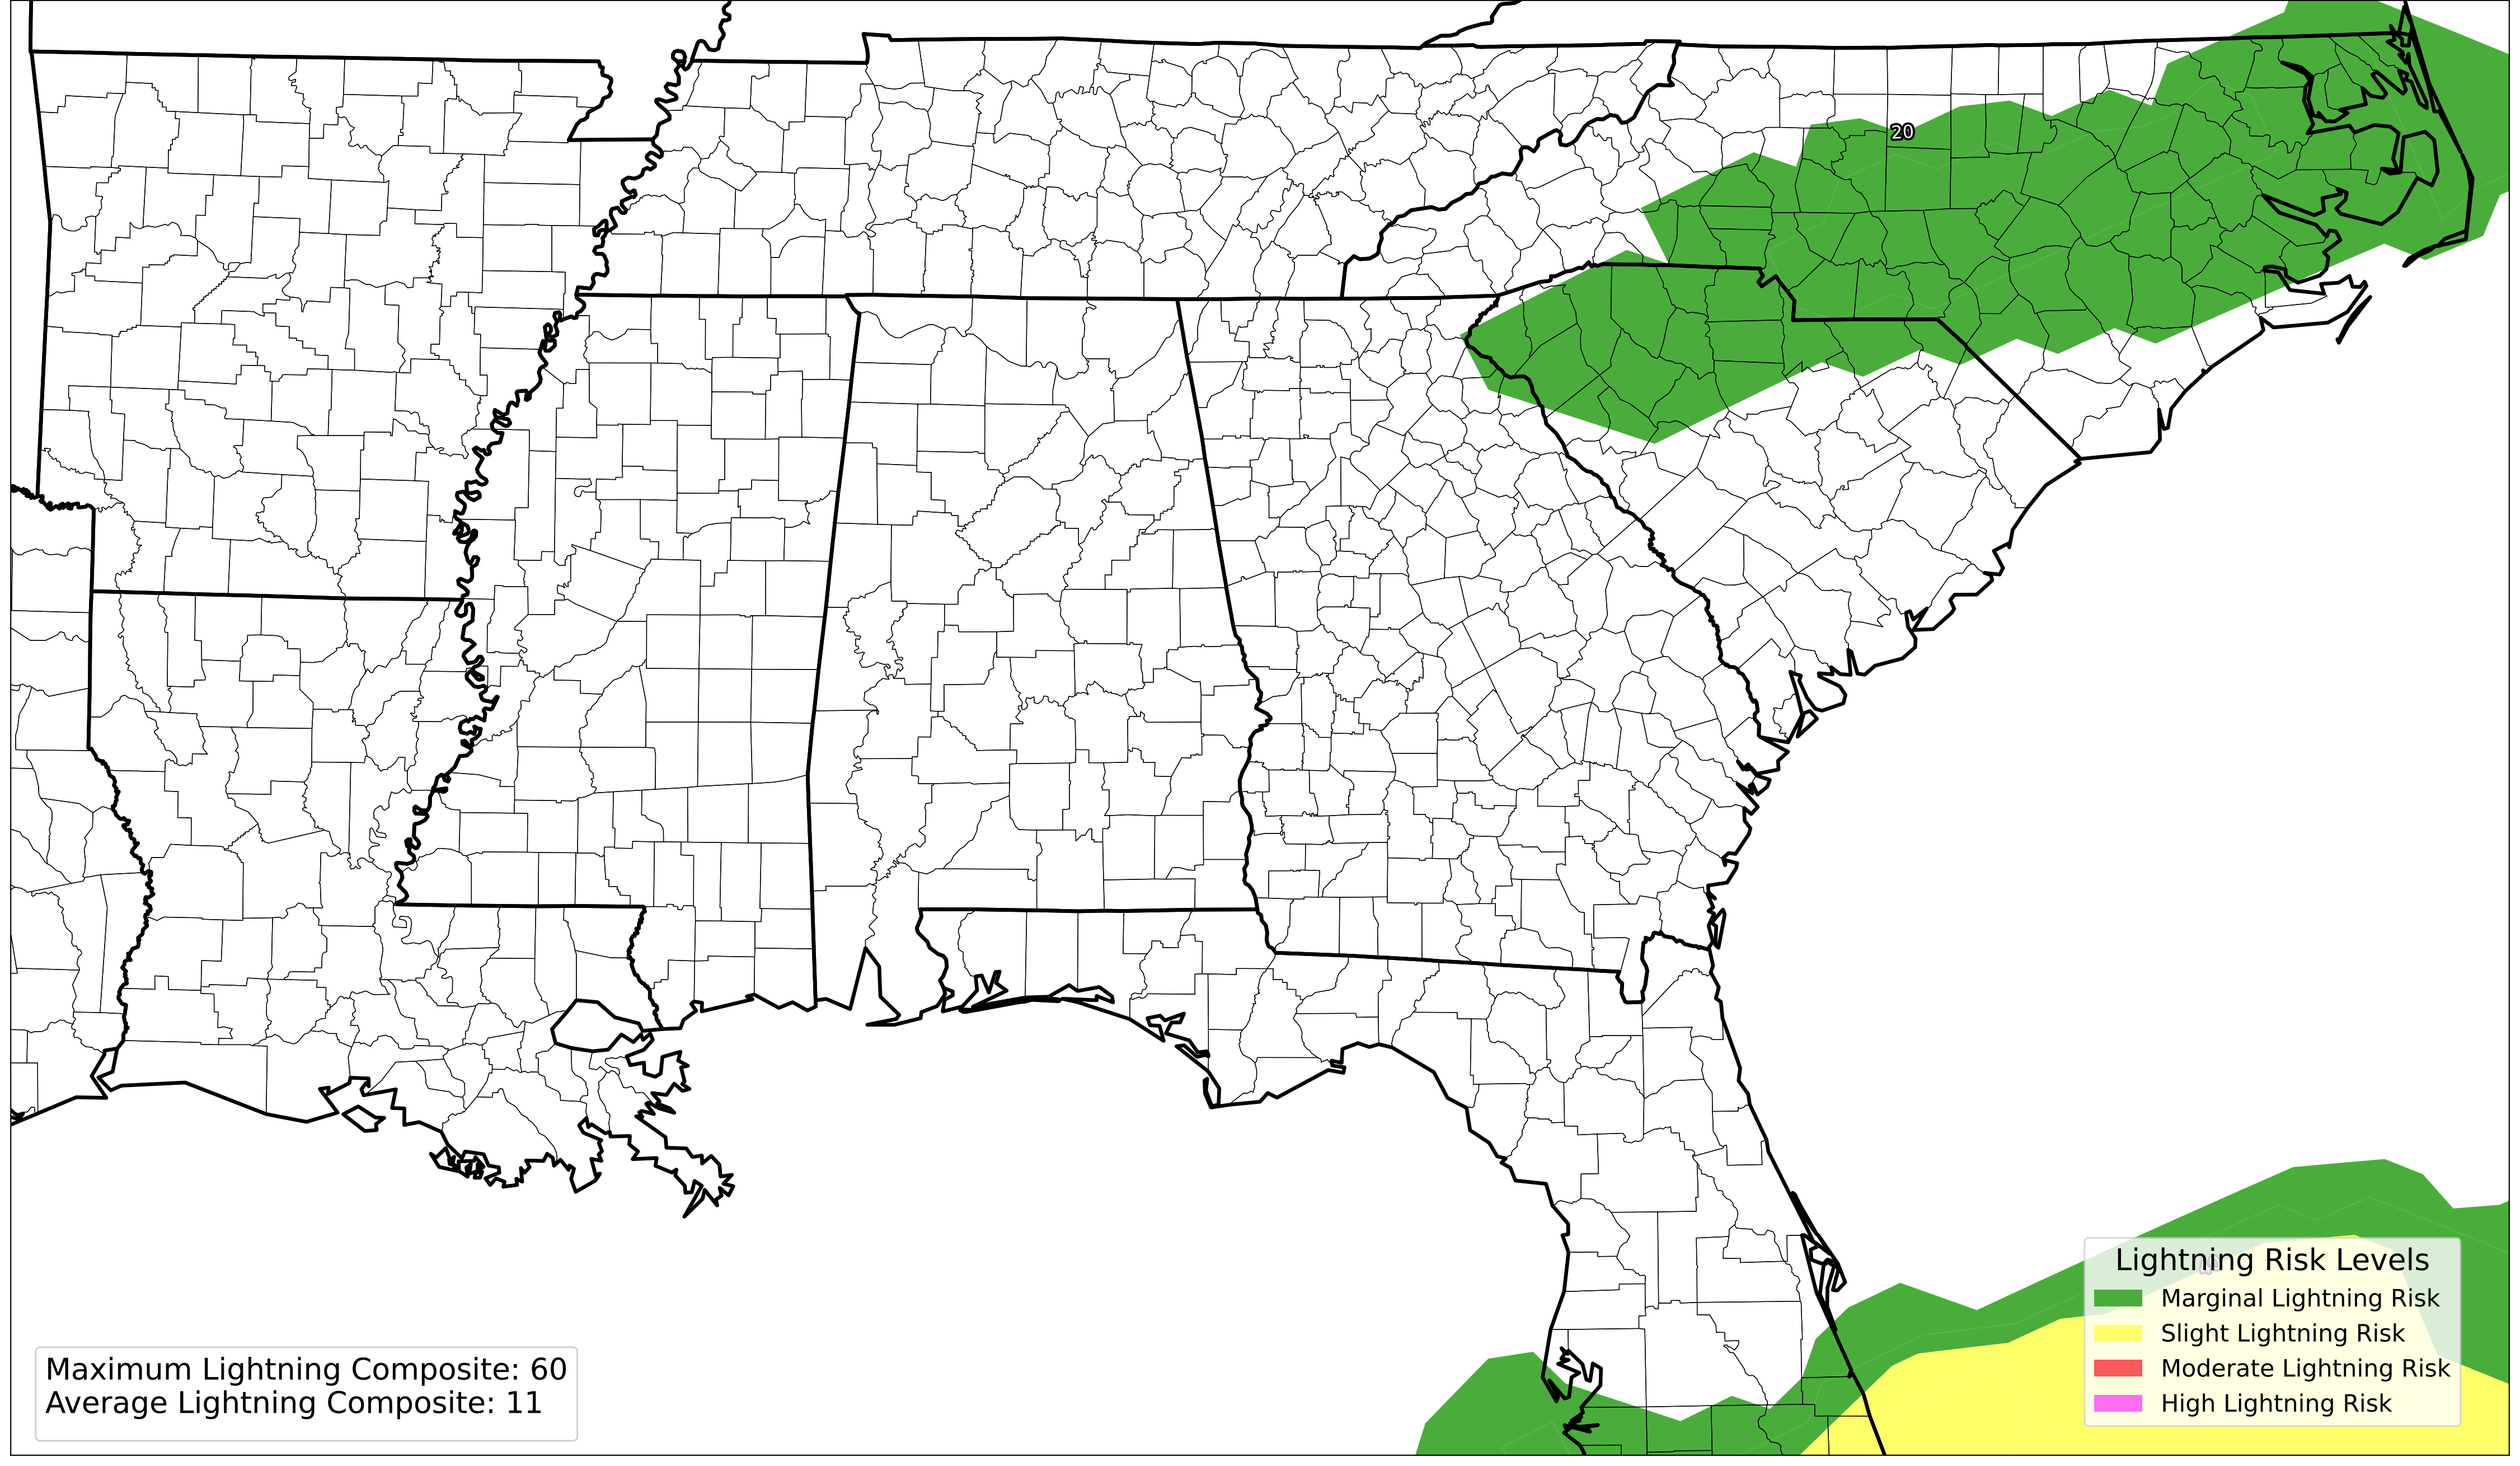 20
Lightning Risk Levels
Marginal Lightning Risk
Slight Lightning Risk
Moderate Lightning Risk
High Lightning Risk
Maximum Lightning Composite: 60
Average Lightning Composite: 11